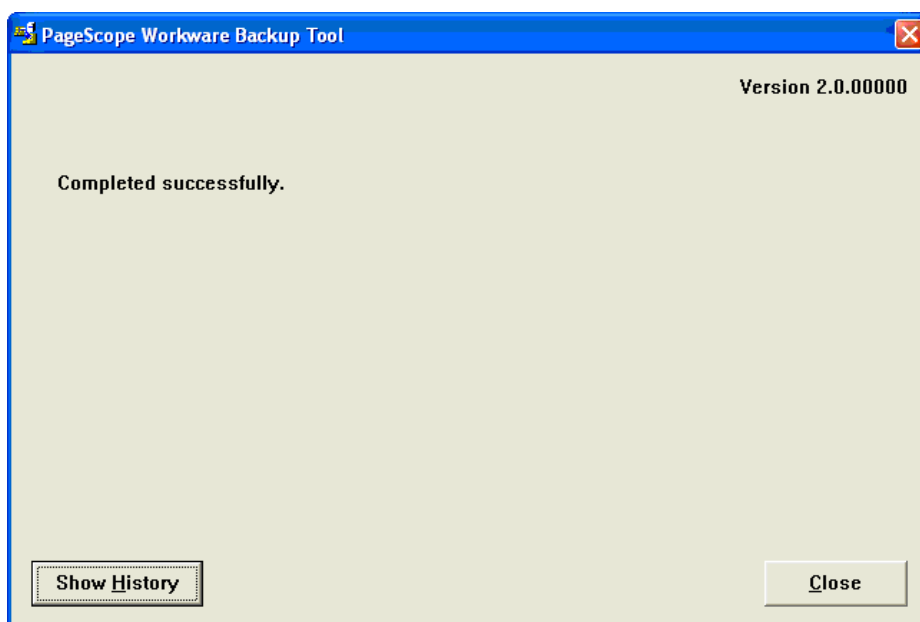 PageScope Workware Backup Tool
Version 2.0.00000
Completed successfully.
Show History
Close